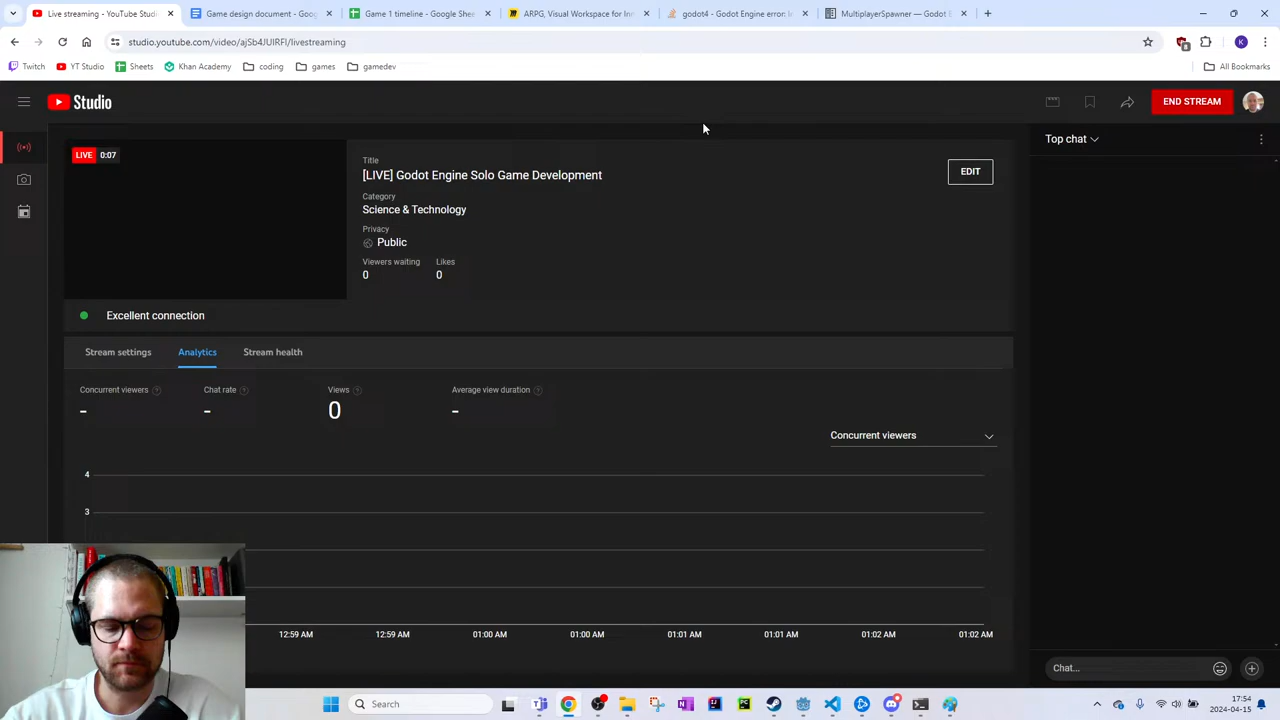 Live streaming - YouTube Studio
Game design document - Goog
Game 1 timeline - Google Shee
ARPG, Visual Workspace for In
godot4 - Godot Engine error: in
MultiplayerSpawner — Godot E
studio.youtube.com/video/ajSb4JUIRFI/livestreaming
Twitch
YT Studio
Sheets
Khan Academy
coding
games
gamedev
All Bookmarks
Studio
END STREAM
LIVE 0:07
Title
[LIVE] Godot Engine Solo Game Development
EDIT
Category
Science & Technology
Privacy
Public
Viewers waiting
Likes
0
0
Top chat
Excellent connection
Stream settings
Analytics
Stream health
Concurrent viewers
Chat rate
Views
Average view duration
-
-
0
-
Concurrent viewers
4
3
12:59 AM
12:59 AM
01:00 AM
01:00 AM
01:01 AM
01:01 AM
01:02 AM
01:02 AM
Chat...
Search
17:54
2024-04-15